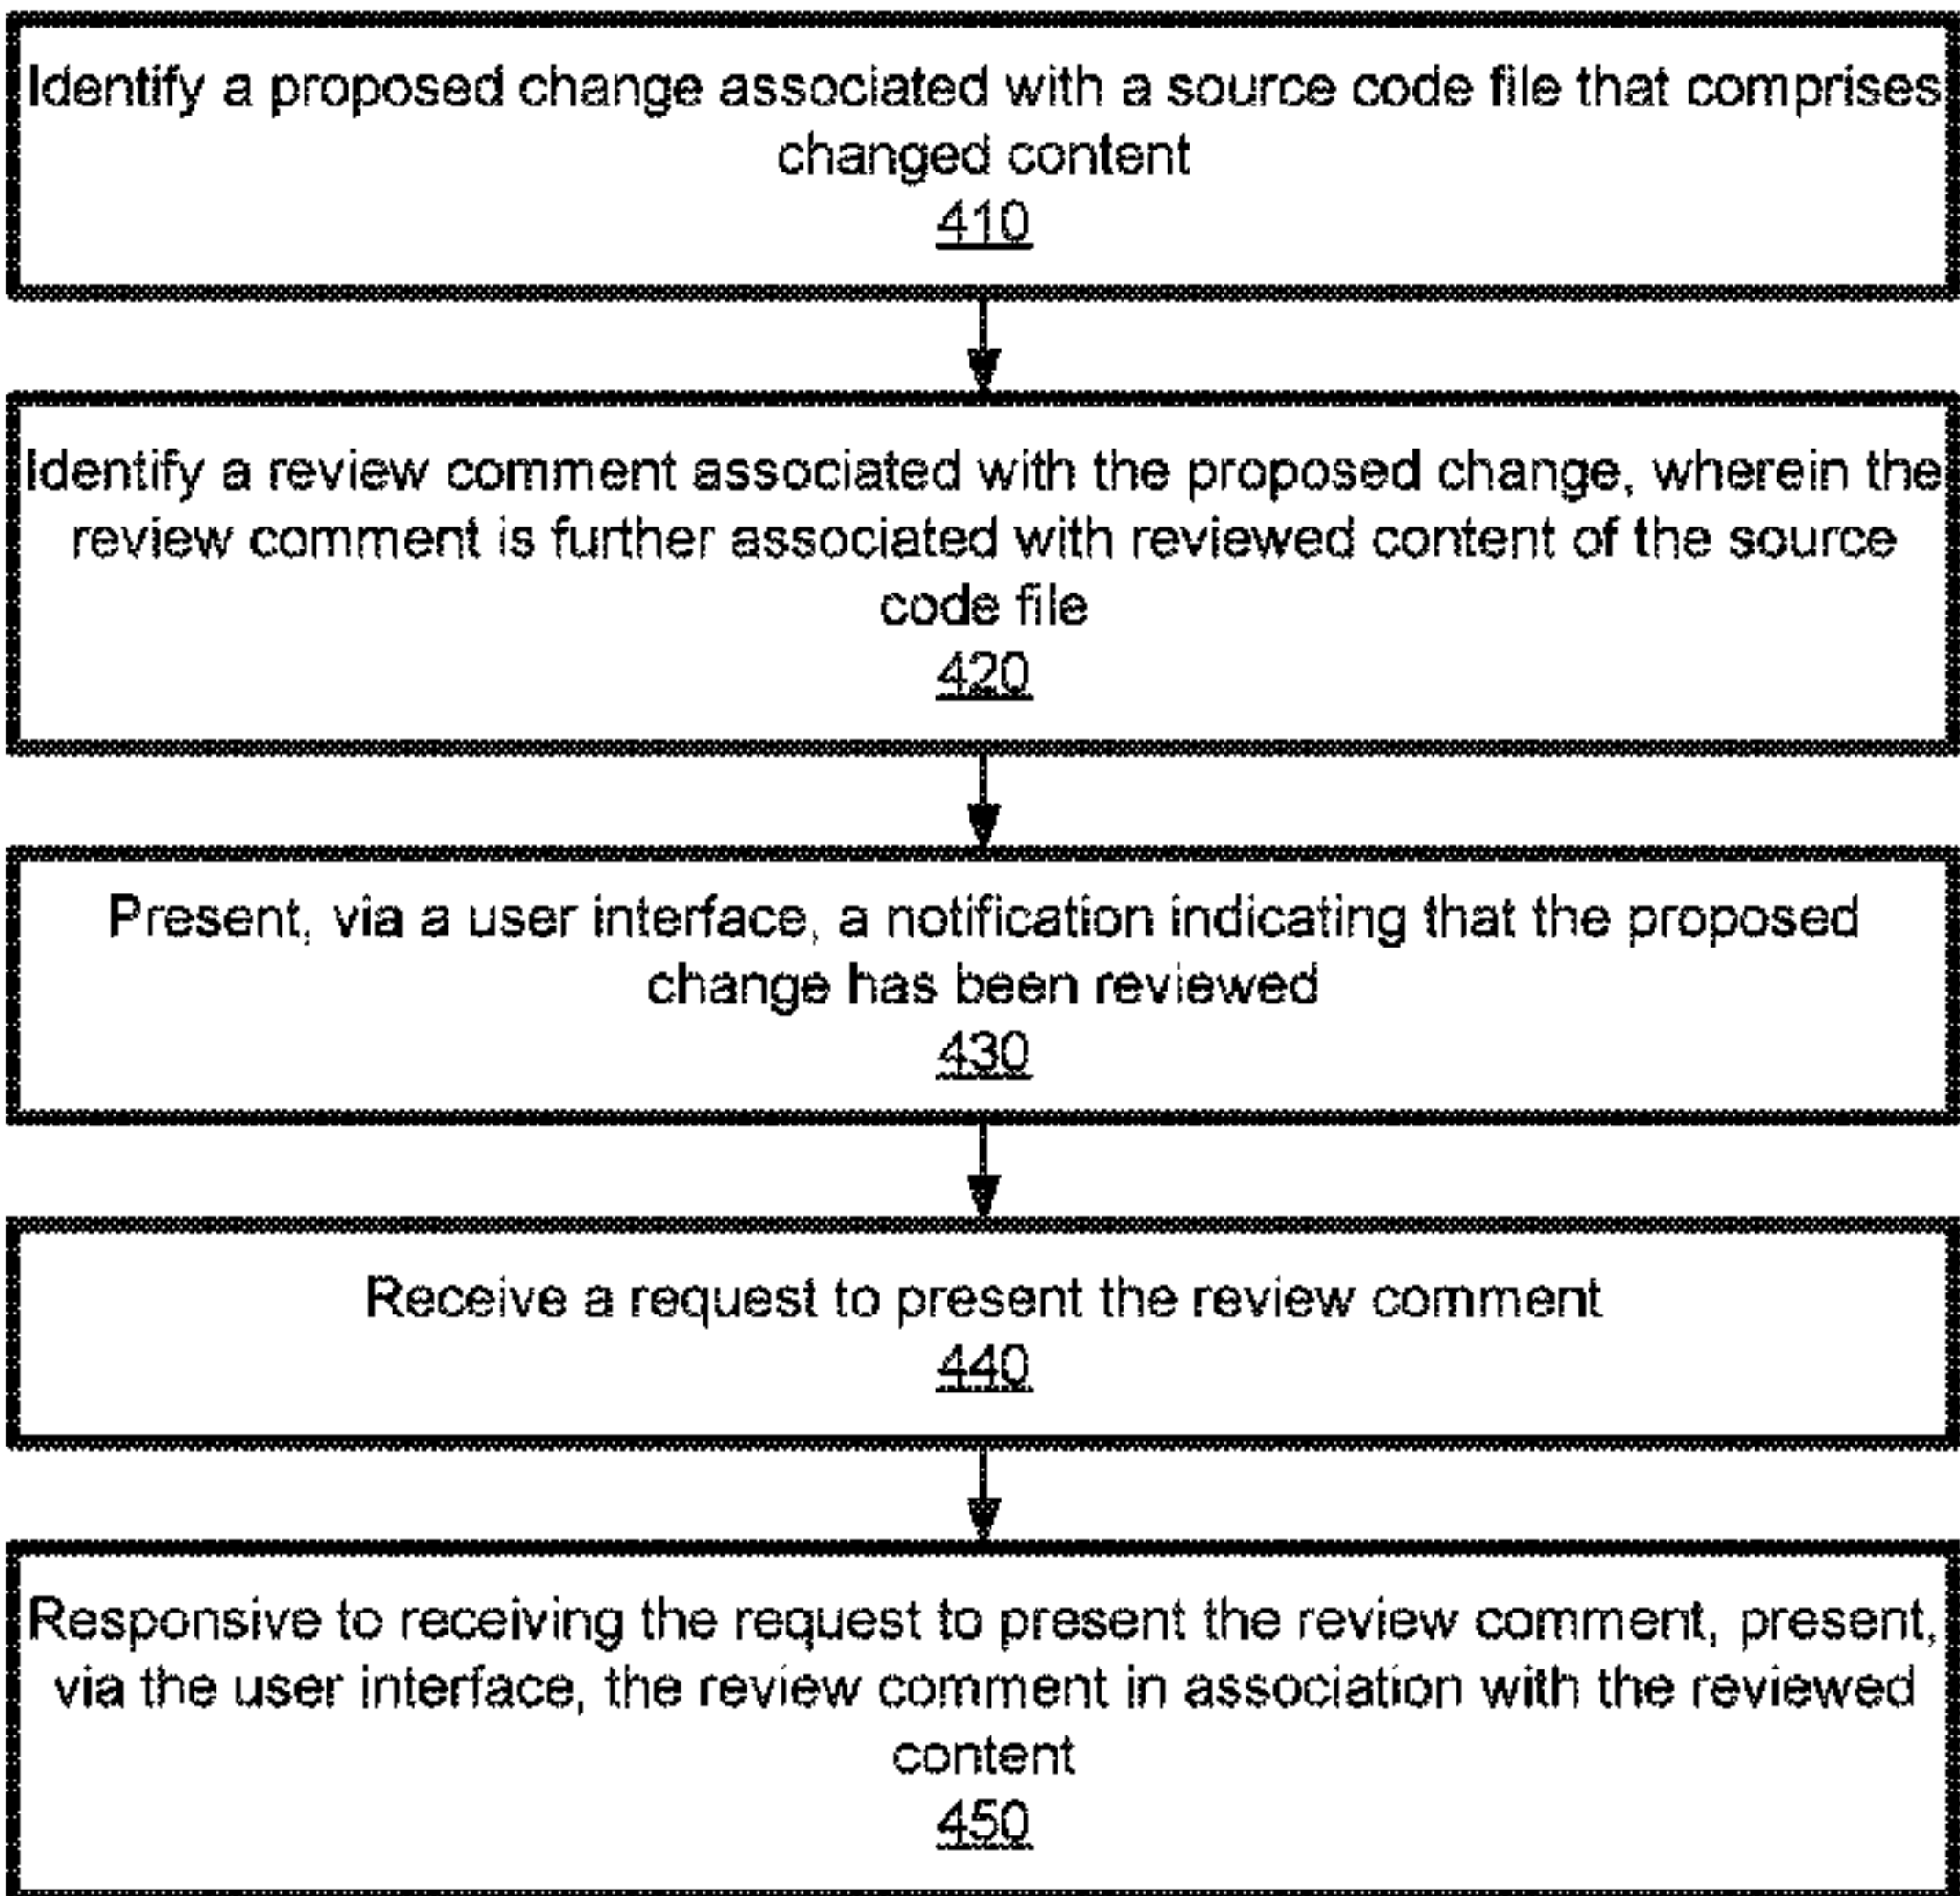 Identify a proposed change associated with a source code file that comprises
changed content
410
Identify a review comment associated with the proposed change, wherein the
review comment is further associated with reviewed content of the source
code file
420
Present, via a user interface, a notification indicating that the proposed
change has been reviewed
430
Receive a request to present the review comment
440
Responsive to receiving the request to present the review comment, present,
via the user interface, the review comment in association with the reviewed
content
450